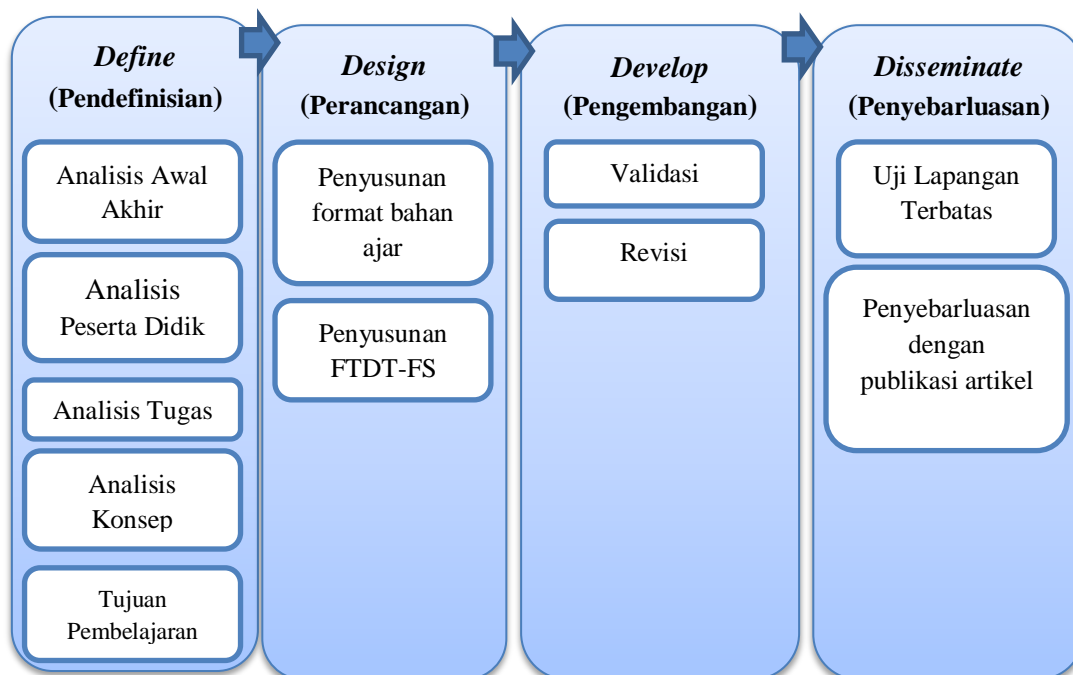 Define
(Pendefinisian)
Analisis Awal
Akhir
Analisis
Peserta Didik
Analisis Tugas
Analisis
Konsep
Tujuan
Pembelajaran
Design
(Perancangan)
Penyusunan
format bahan
ajar
Penyusunan
FTDT-FS
Develop
(Pengembangan)
Validasi
Revisi
Disseminate
(Penyebarluasan)
Uji Lapangan
Terbatas
Penyebarluasan
dengan
publikasi artikel